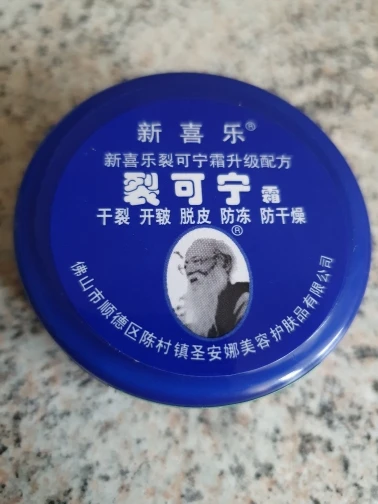 新喜乐®
新喜乐裂可宁霜升级配方
裂可宁霜
干裂 开皲 脱皮 防冻 防干燥
®
佛山市顺德区陈村镇圣安娜美容护肤品有限公司